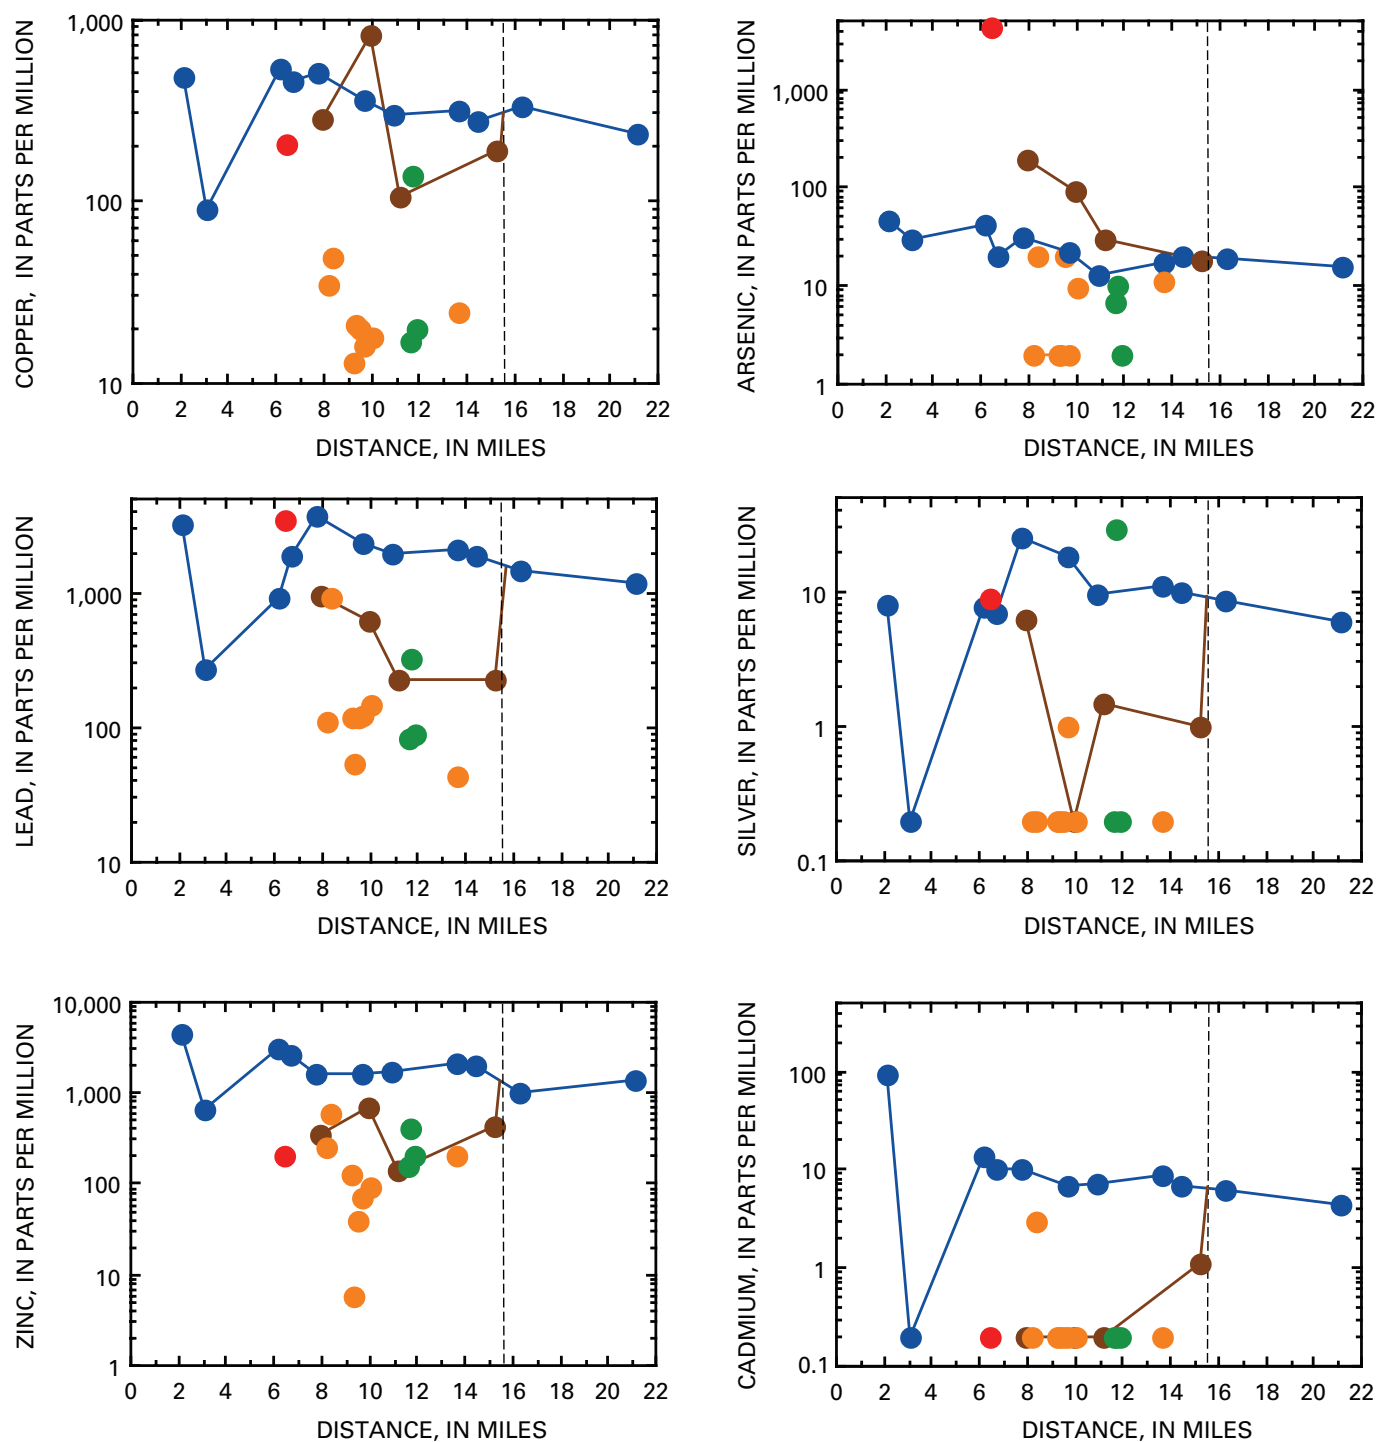 COPPER, IN PARTS PER MILLION
1,000
100
10
0 2 4 6 8 10 12 14 16 18 20 22
DISTANCE, IN MILES
ARSENIC, IN PARTS PER MILLION
1,000
100
10
1
0 2 4 6 8 10 12 14 16 18 20 22
DISTANCE, IN MILES
LEAD, IN PARTS PER MILLION
1,000
100
10
0 2 4 6 8 10 12 14 16 18 20 22
DISTANCE, IN MILES
SILVER, IN PARTS PER MILLION
10
1
0.1
0 2 4 6 8 10 12 14 16 18 20 22
DISTANCE, IN MILES
ZINC, IN PARTS PER MILLION
10,000
1,000
100
10
1
0 2 4 6 8 10 12 14 16 18 20 22
DISTANCE, IN MILES
CADMIUM, IN PARTS PER MILLION
100
10
1
0.1
0 2 4 6 8 10 12 14 16 18 20 22
DISTANCE, IN MILES